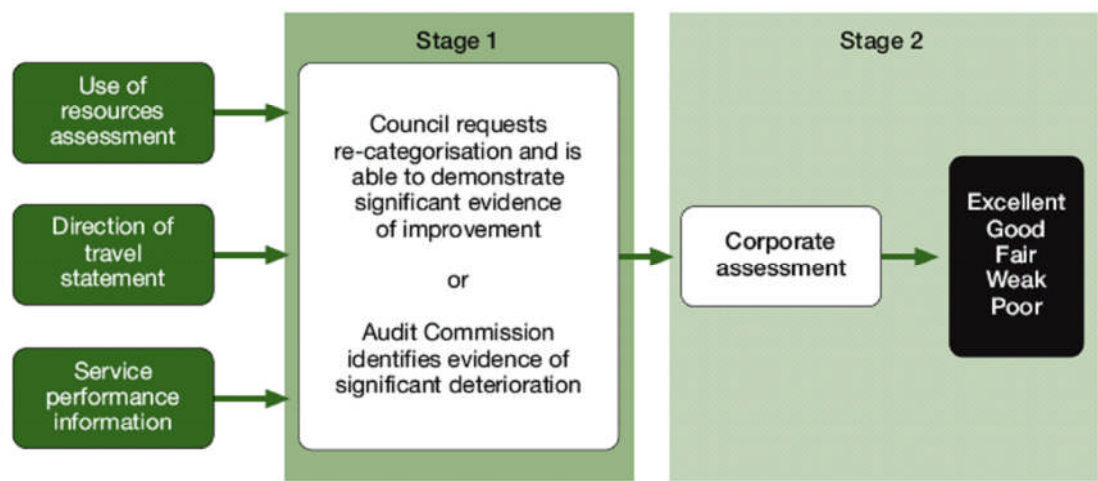 Use of
resources
assessment
Direction of
travel
statement
Service
performance
information
Stage 1
Council requests
re-categorisation and is
able to demonstrate
significant evidence
of improvement
or
Audit Commission
identifies evidence of
significant deterioration
Stage 2
Corporate
assessment
Excellent
Good
Fair
Weak
Poor